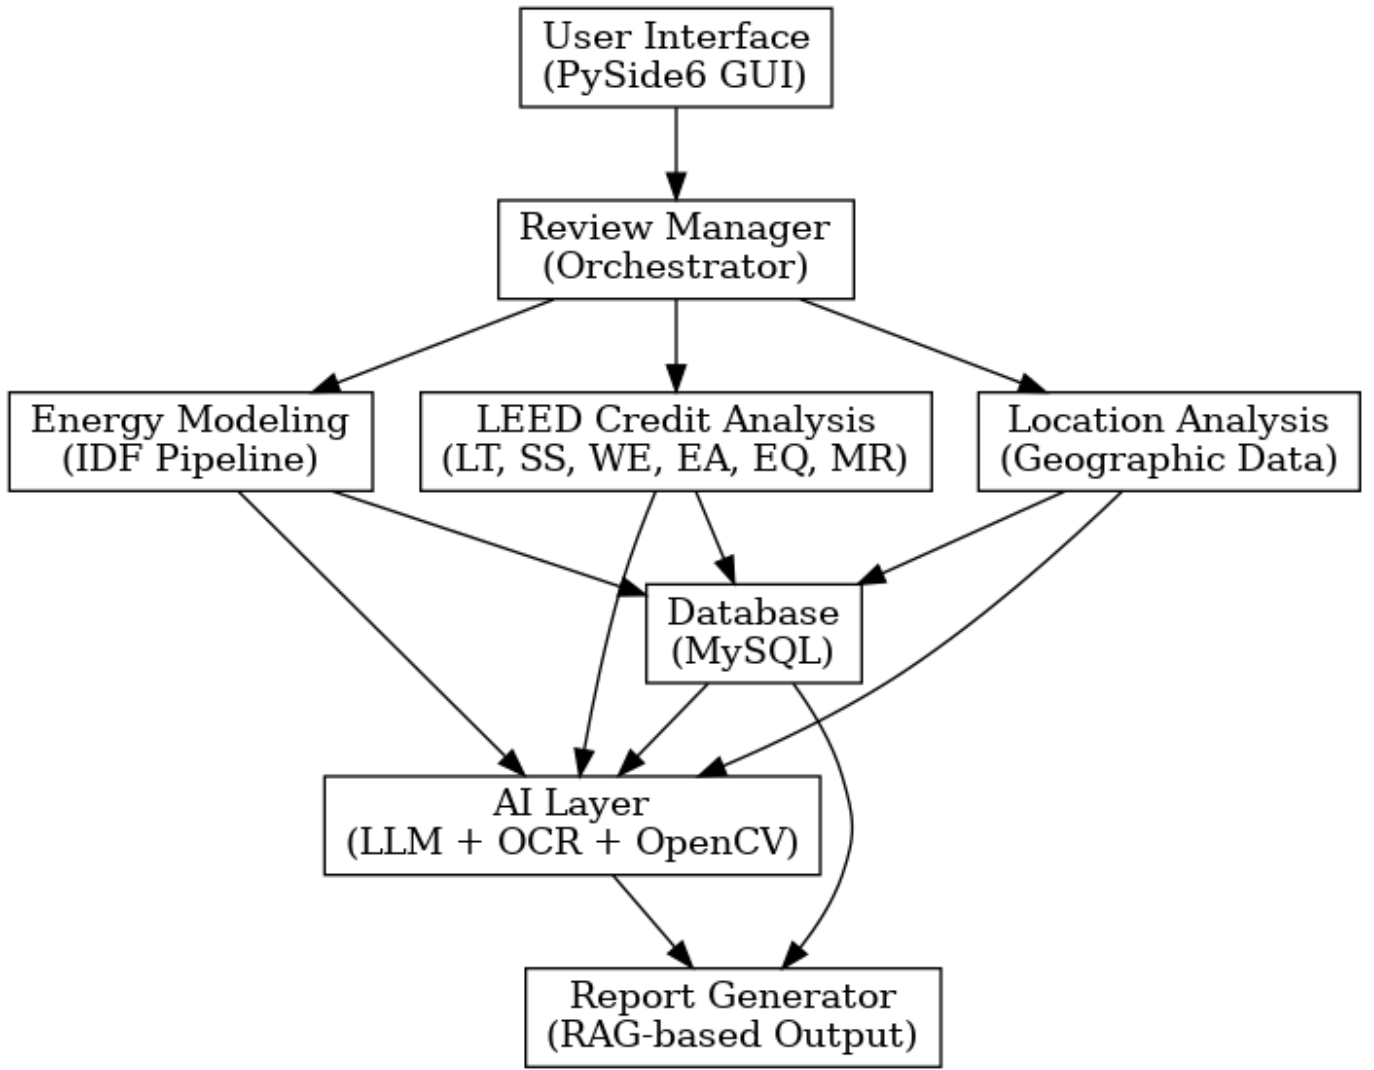 User Interface
(PySide6 GUI)
Review Manager
(Orchestrator)
Energy Modeling
(IDF Pipeline)
LEED Credit Analysis
(LT, SS, WE, EA, EQ, MR)
Location Analysis
(Geographic Data)
Database
(MySQL)
AI Layer
(LLM + OCR + OpenCV)
Report Generator
(RAG-based Output)